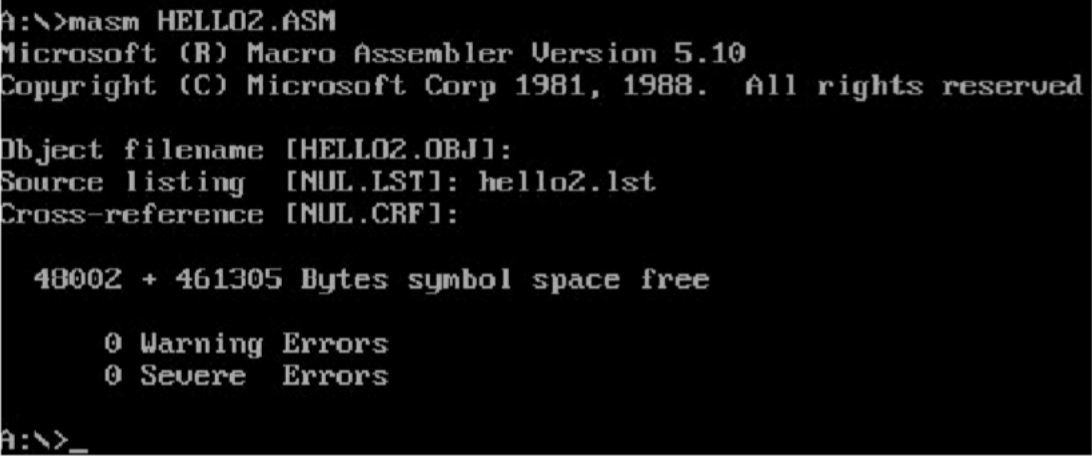 A:\>masm HELLO2.ASM
Microsoft (R) Macro Assembler Version 5.10
Copyright (C) Microsoft Corp 1981, 1988.  All rights reserved
Object filename [HELLO2.OBJ]:
Source listing  [NUL.LST]: hello2.lst
Cross-reference [NUL.CRF]:
48002 + 461305 Bytes symbol space free
0 Warning Errors
0 Severe  Errors
A:\>_